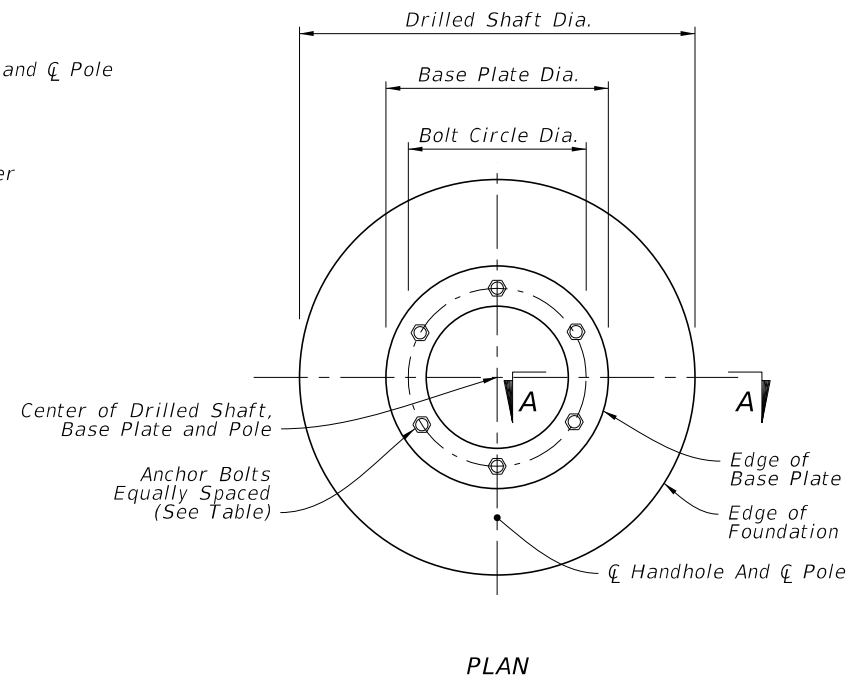 Drilled Shaft Dia.
and ℄ Pole
Base Plate Dia.
Bolt Circle Dia.
er
A
A
Center of Drilled Shaft,
Base Plate and Pole
Anchor Bolts
Equally Spaced
(See Table)
Edge of
Base Plate
Edge of
Foundation
℄ Handhole And ℄ Pole
PLAN